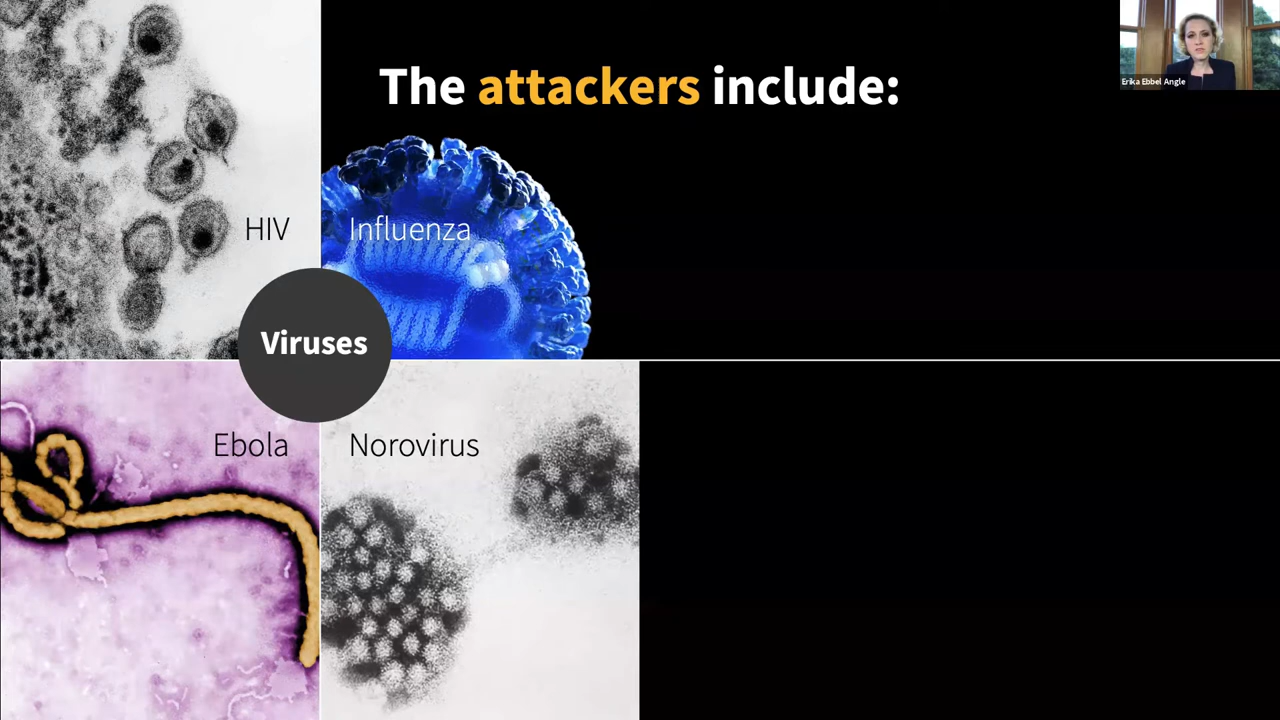 The attackers include:
Erika Ebbel Angle
HIV
Influenza
Viruses
Ebola
Norovirus